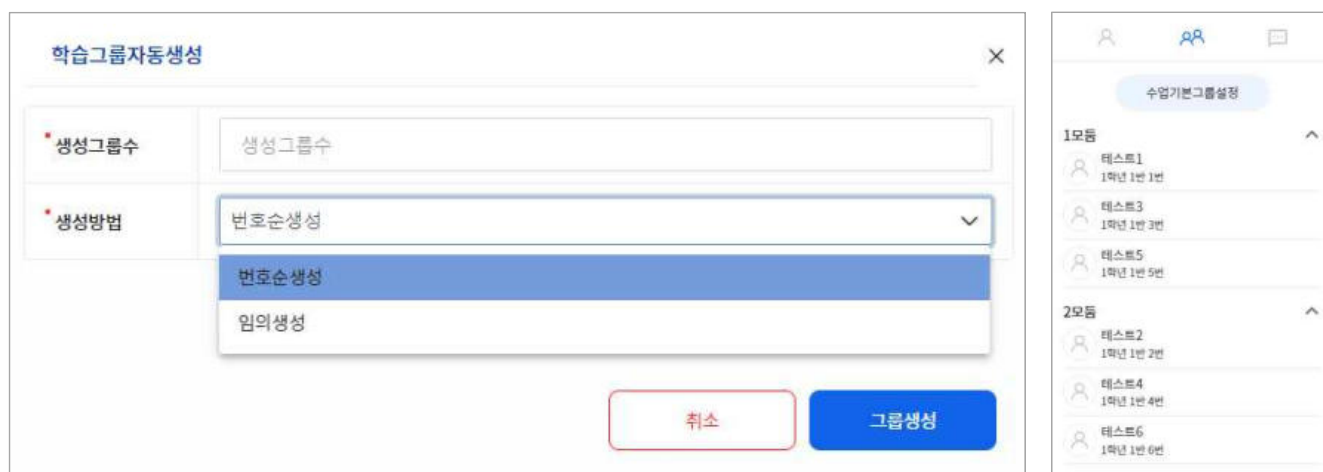 학습그룹자동생성
* 생성그룹수
생성그룹수
* 생성방법
번호순생성
번호순생성
임의생성
취소
그룹생성
수업기본그룹설정
1모둠
테스트1
1학년 1반 1번
테스트3
1학년 1반 3번
테스트5
1학년 1반 5번
2모둠
테스트2
1학년 1반 2번
테스트4
1학년 1반 4번
테스트6
1학년 1반 6번